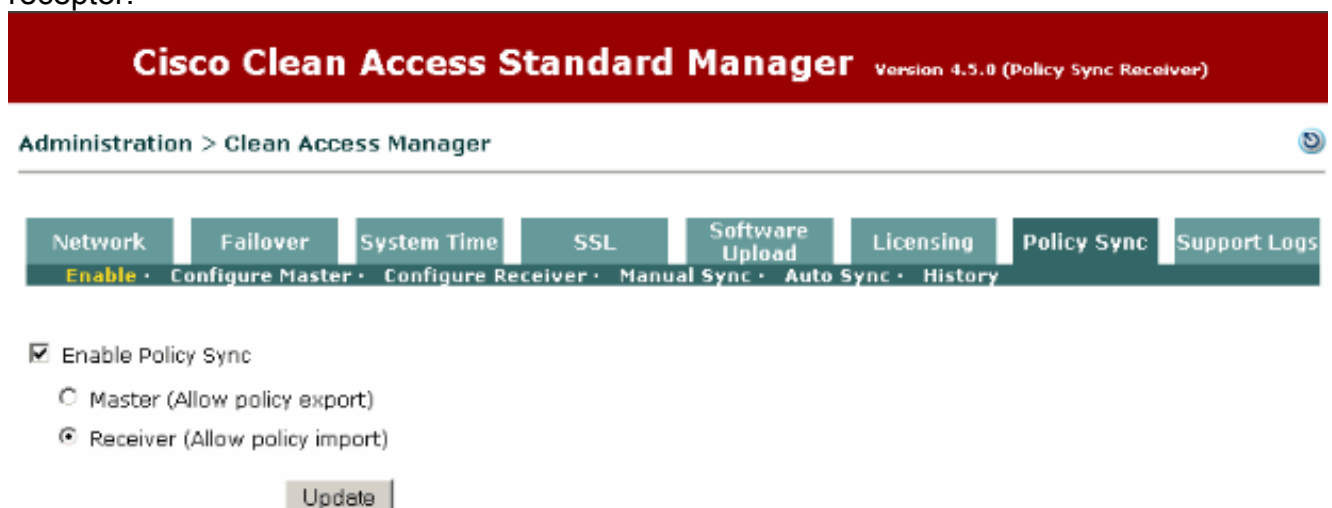 receptor.
Cisco Clean Access Standard Manager Version 4.5.0 (Policy Sync Receiver)
Administration > Clean Access Manager
Network Failover System Time SSL Software Upload Licensing Policy Sync Support Logs
Enable · Configure Master · Configure Receiver · Manual Sync · Auto Sync · History
Enable Policy Sync
Master (Allow policy export)
Receiver (Allow policy import)
Update